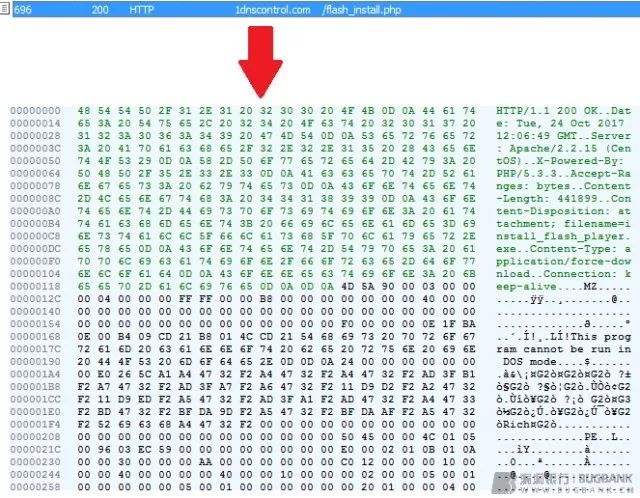 696 200 HTTP 1dnscontrol.com /flash_install.php
00000000 48 54 54 50 2F 31 2E 31 20 32 30 30 20 4F 4B 0D 0A 44 61 74 HTTP/1.1 200 OK..Dat
00000014 65 3A 20 54 75 65 2C 20 32 34 20 4F 63 74 20 32 30 31 37 20 e: Tue, 24 Oct 2017
00000028 31 32 3A 30 36 3A 34 39 20 47 4D 54 0D 0A 53 65 72 76 65 72 12:06:49 GMT..Server
0000003C 3A 20 41 70 61 63 68 65 2F 32 2E 32 2E 31 35 20 28 43 65 6E : Apache/2.2.15 (Cen
00000050 74 4F 53 29 0D 0A 58 2D 50 6F 77 65 72 65 64 2D 42 79 3A 20 tOS)..X-Powered-By:
00000064 50 48 50 2F 35 2E 33 2E 33 0D 0A 41 63 63 65 70 74 2D 52 61 PHP/5.3.3..Accept-Ra
00000078 6E 67 65 73 3A 20 62 79 74 65 73 0D 0A 43 6F 6E 74 65 6E 74 nges: bytes..Content
0000008C 2D 4C 65 6E 67 74 68 3A 20 34 34 31 38 39 39 0D 0A 43 6F 6E -Length: 441899..Con
000000A0 74 65 6E 74 2D 44 69 73 70 6F 73 69 74 69 6F 6E 3A 20 61 74 tent-Disposition: at
000000B4 74 61 63 68 6D 65 6E 74 3B 20 66 69 6C 65 6E 61 6D 65 3D 69 tachment; filename=i
000000C8 6E 73 74 61 6C 6C 5F 66 6C 61 73 68 5F 70 6C 61 79 65 72 2E nstall_flash_player.
000000DC 65 78 65 0D 0A 43 6F 6E 74 65 6E 74 2D 54 79 70 65 3A 20 61 exe..Content-Type: a
000000F0 70 70 6C 69 63 61 74 69 6F 6E 2F 66 6F 72 63 65 2D 64 6F 77 pplication/force-dow
00000104 6E 6C 6F 61 64 0D 0A 43 6F 6E 6E 65 63 74 69 6F 6E 3A 20 6B nload..Connection: k
00000118 65 65 70 2D 61 6C 69 76 65 0D 0A 0D 0A 4D 5A 90 00 03 00 00 eep-alive....MZ.....
0000012C 00 04 00 00 00 FF FF 00 00 B8 00 00 00 00 00 00 00 40 00 00
00000140 00 00 00 00 00 00 00 00 00 00 00 00 00 00 00 00 00 00 00 00
00000154 00 00 00 00 00 00 00 00 00 F0 00 00 00 0E 1F BA
00000168 0E 00 B4 09 CD 21 B8 01 4C CD 21 54 68 69 73 20 70 72 6F 67 ..´.Í!¸.LÍ!This prog
0000017C 72 61 6D 20 63 61 6E 6E 6F 74 20 62 65 20 72 75 6E 20 69 6E ram cannot be run in
00000190 20 44 4F 53 20 6D 6F 64 65 2E 0D 0D 0A 24 00 00 00 00 00 00 DOS mode....$......
000001A4 00 E0 26 5C A1 A4 47 32 F2 A4 47 32 F2 A4 47 32 F2 AD 3F B1
000001B8 F2 A7 47 32 F2 AD 3F A7 F2 A6 47 32 F2 11 D9 D2 F2 A2 47 32
000001CC F2 11 D9 ED F2 A5 47 32 F2 AD 3F A1 F2 AD 47 32 F2 A4 47 33
000001E0 F2 BD 47 32 F2 BF DA 9D F2 A5 47 32 F2 BF DA AF F2 A5 47 32
000001F4 F2 52 69 63 68 A4 47 32 F2 00 00 00 00 00 00 00 00 00 00 00 òRich¤G2ò...........
00000208 00 00 00 00 00 00 00 00 00 00 00 00 00 50 45 00 00 4C 01 05
0000021C 00 96 03 EC 59 00 00 00 00 00 00 00 00 E0 00 02 01 0B 01 0A
00000230 00 00 30 00 00 00 AA 00 00 00 00 00 00 C0 12 00 00 00 10 00
00000244 00 00 40 00 00 00 00 40 00 00 10 00 00 00 02 00 00 05 00 01
00000258 00 00 00 00 00 05 00 01 00 00 00 00 00 00 20 01 00 00 04 00
漏洞银行 BUGBANK
WWW.BUGBANK.CN